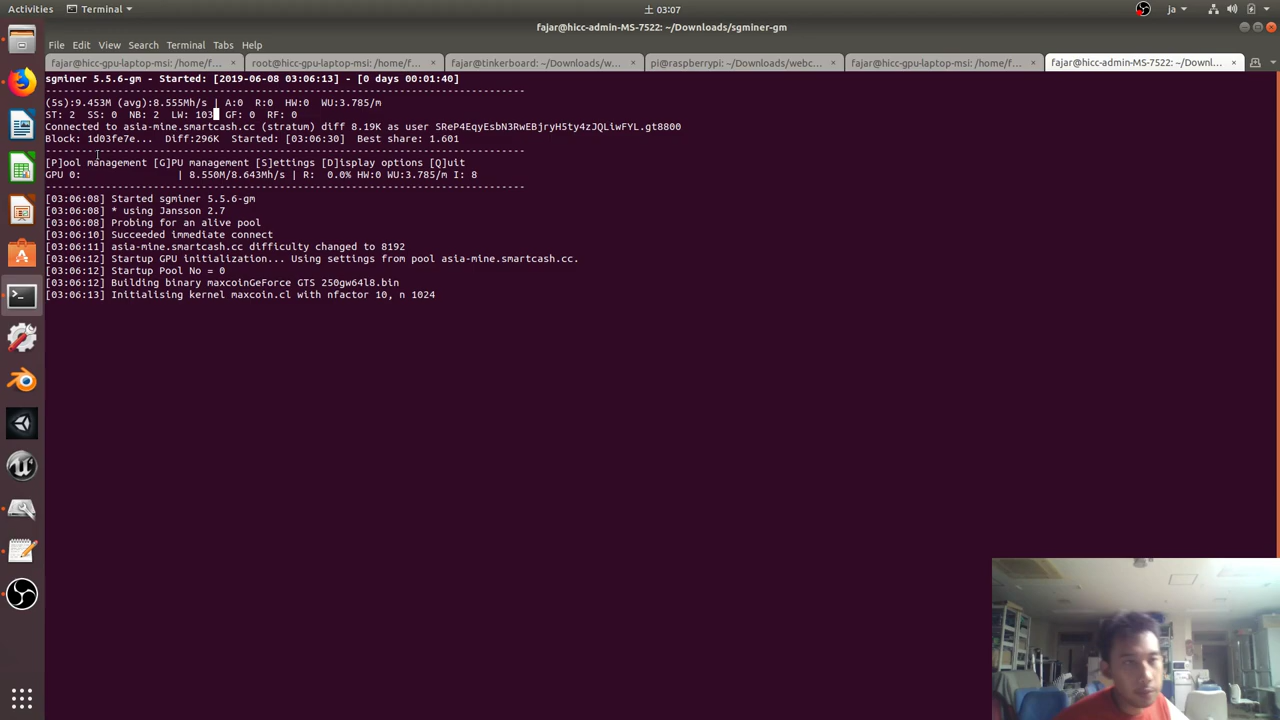 Activities
Terminal
土 03:07
ja
fajar@hicc-admin-MS-7522: ~/Downloads/sgminer-gm
File Edit View Search Terminal Tabs Help
fajar@hicc-gpu-laptop-msi: /home/f... root@hicc-gpu-laptop-msi: /home/f... fajar@tinkerboard: ~/Downloads/w... pi@raspberrypi: ~/Downloads/webc... fajar@hicc-gpu-laptop-msi: /home/f... fajar@hicc-admin-MS-7522: ~/Downl...
sgminer 5.5.6-gm - Started: [2019-06-08 03:06:13] - [0 days 00:01:40]
--------------------------------------------------------------------------------
(5s):9.453M (avg):8.555Mh/s | A:0 R:0 HW:0 WU:3.785/m
ST: 2 SS: 0 NB: 2 LW: 103 GF: 0 RF: 0
Connected to asia-mine.smartcash.cc (stratum) diff 8.19K as user SReP4EqyEsbN3RwEBjryH5ty4zJQLiwFYL.gt8800
Block: 1d03fe7e... Diff:296K Started: [03:06:30] Best share: 1.601
--------------------------------------------------------------------------------
[P]ool management [G]PU management [S]ettings [D]isplay options [Q]uit
GPU 0: | 8.550M/8.643Mh/s | R: 0.0% HW:0 WU:3.785/m I: 8
--------------------------------------------------------------------------------
[03:06:08] Started sgminer 5.5.6-gm
[03:06:08] * using Jansson 2.7
[03:06:08] Probing for an alive pool
[03:06:10] Succeeded immediate connect
[03:06:11] asia-mine.smartcash.cc difficulty changed to 8192
[03:06:12] Startup GPU initialization... Using settings from pool asia-mine.smartcash.cc.
[03:06:12] Startup Pool No = 0
[03:06:12] Building binary maxcoinGeForce GTS 250gw64l8.bin
[03:06:13] Initialising kernel maxcoin.cl with nfactor 10, n 1024